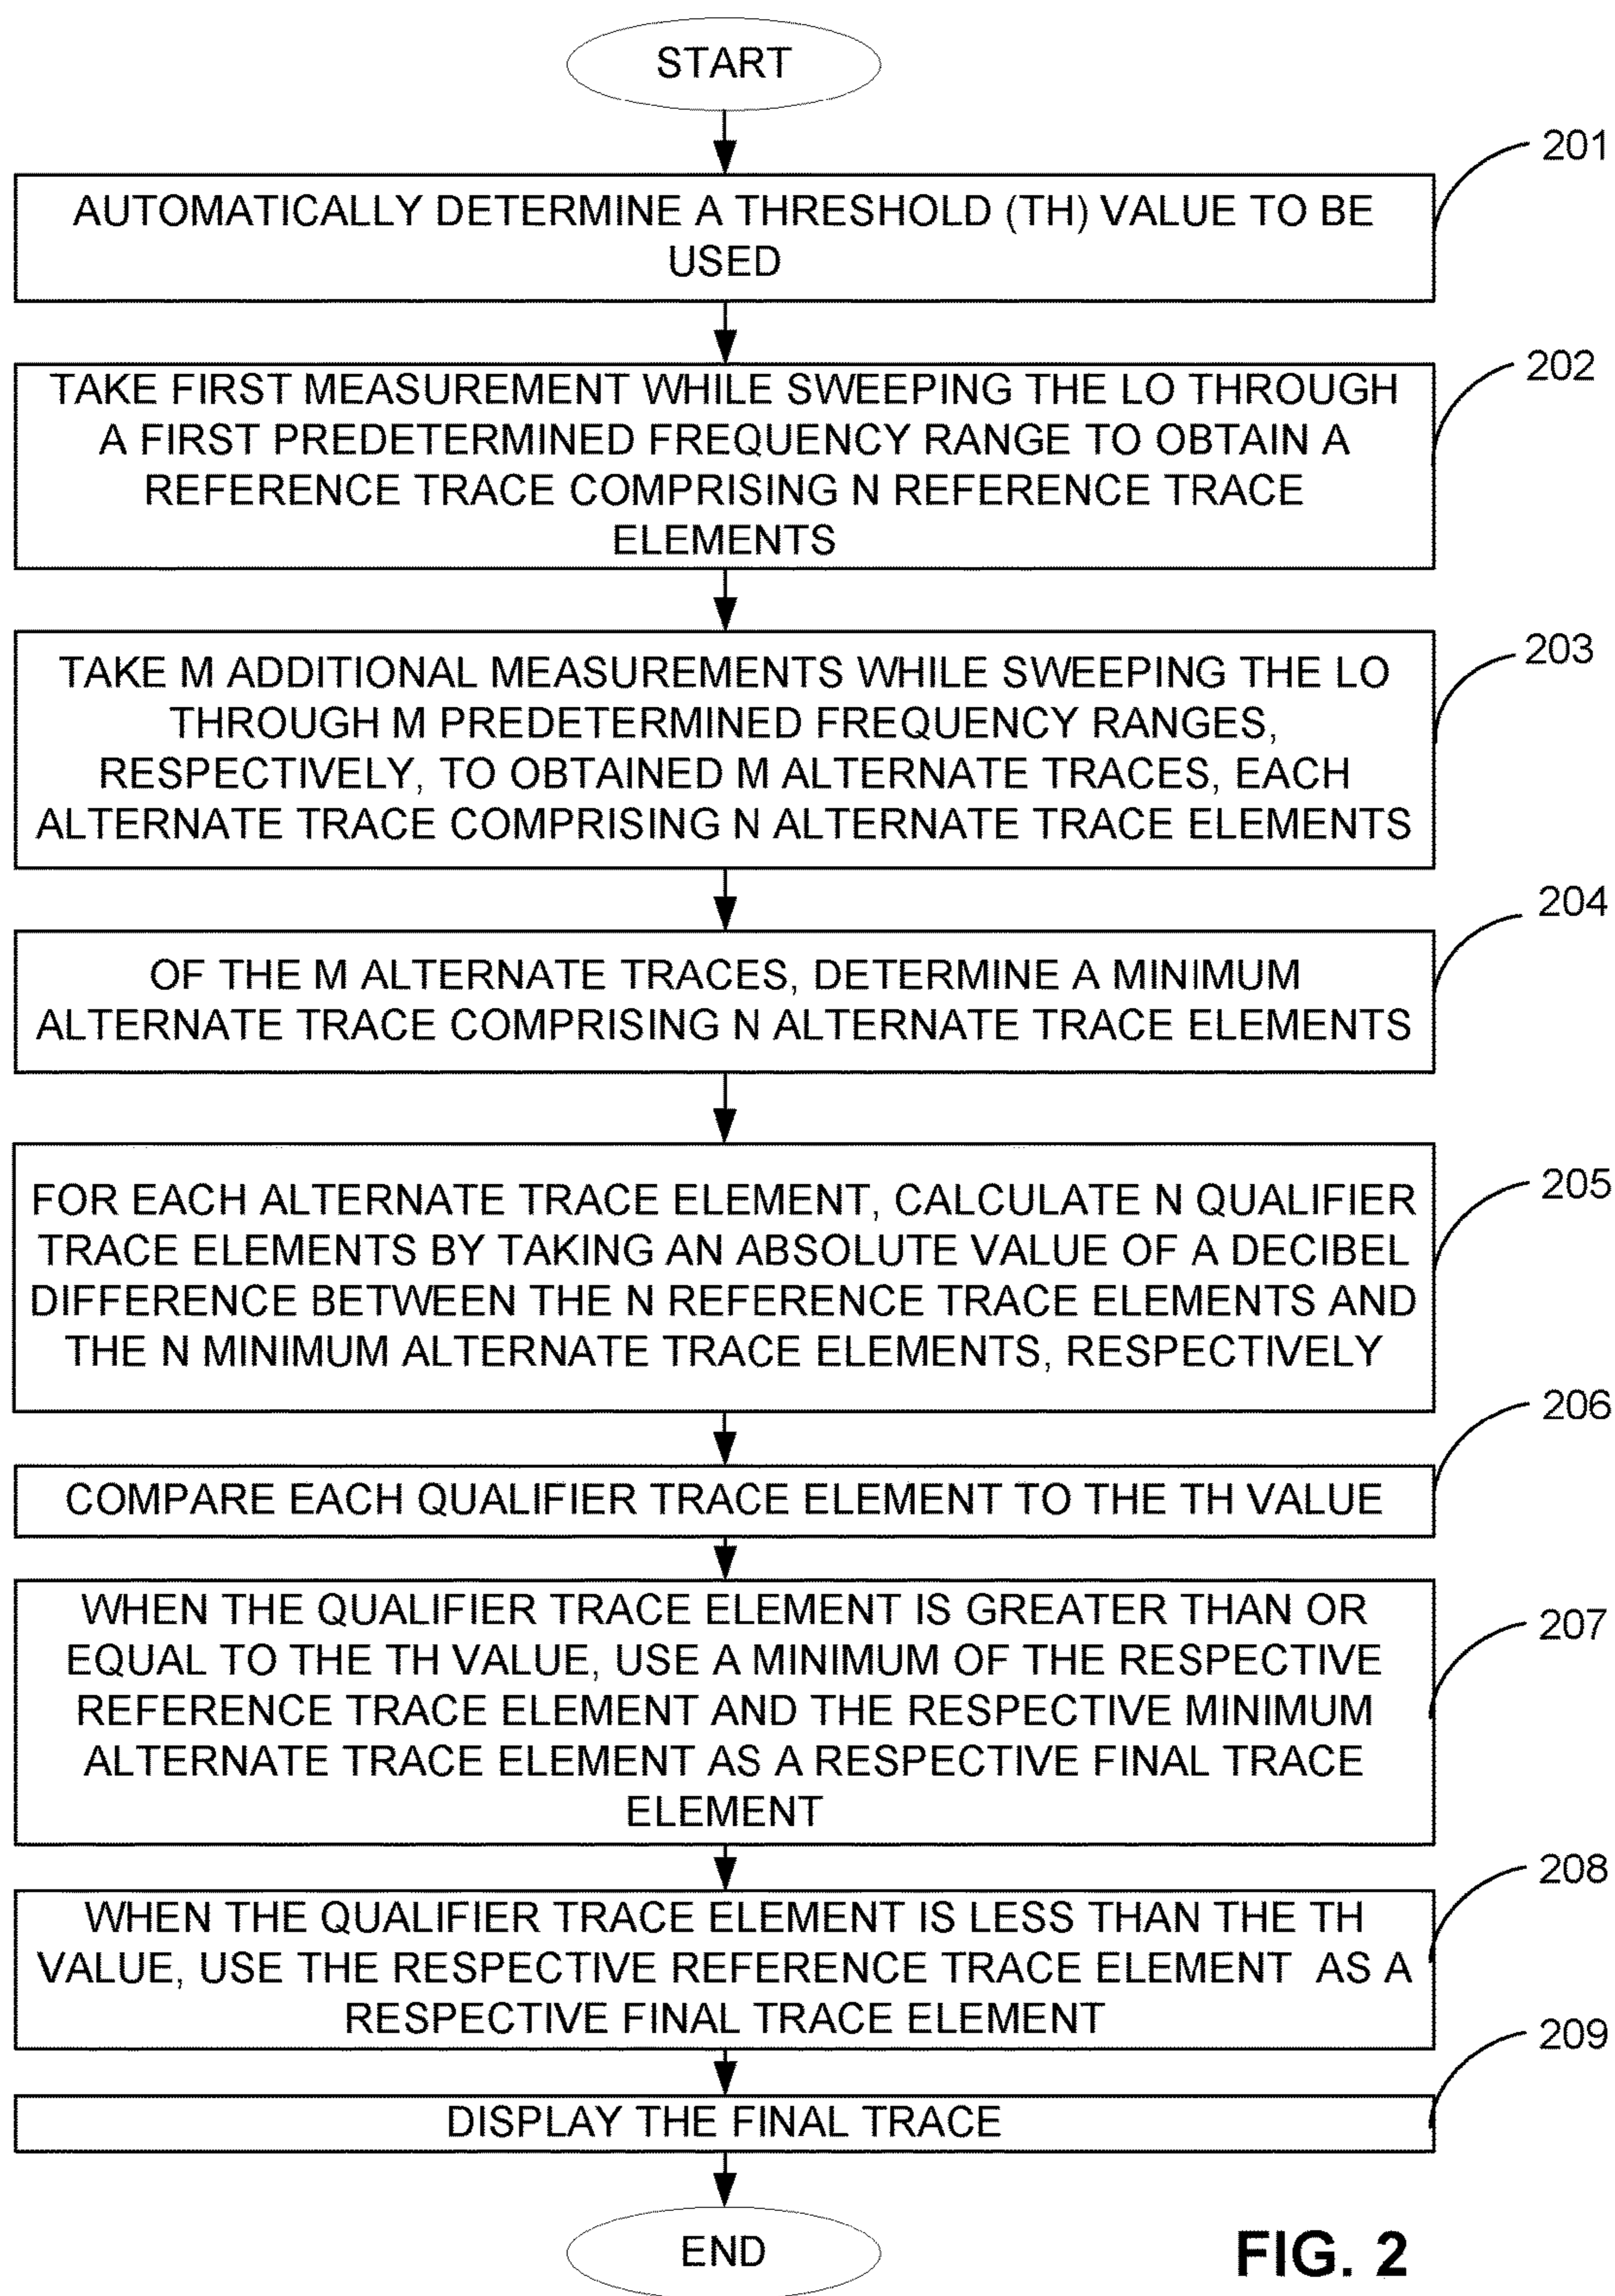 START
201
AUTOMATICALLY DETERMINE A THRESHOLD (TH) VALUE TO BE
USED
202
TAKE FIRST MEASUREMENT WHILE SWEEPING THE LO THROUGH
A FIRST PREDETERMINED FREQUENCY RANGE TO OBTAIN A
REFERENCE TRACE COMPRISING N REFERENCE TRACE
ELEMENTS
203
TAKE M ADDITIONAL MEASUREMENTS WHILE SWEEPING THE LO
THROUGH M PREDETERMINED FREQUENCY RANGES,
RESPECTIVELY, TO OBTAINED M ALTERNATE TRACES, EACH
ALTERNATE TRACE COMPRISING N ALTERNATE TRACE ELEMENTS
204
OF THE M ALTERNATE TRACES, DETERMINE A MINIMUM
ALTERNATE TRACE COMPRISING N ALTERNATE TRACE ELEMENTS
205
FOR EACH ALTERNATE TRACE ELEMENT, CALCULATE N QUALIFIER
TRACE ELEMENTS BY TAKING AN ABSOLUTE VALUE OF A DECIBEL
DIFFERENCE BETWEEN THE N REFERENCE TRACE ELEMENTS AND
THE N MINIMUM ALTERNATE TRACE ELEMENTS, RESPECTIVELY
206
COMPARE EACH QUALIFIER TRACE ELEMENT TO THE TH VALUE
207
WHEN THE QUALIFIER TRACE ELEMENT IS GREATER THAN OR
EQUAL TO THE TH VALUE, USE A MINIMUM OF THE RESPECTIVE
REFERENCE TRACE ELEMENT AND THE RESPECTIVE MINIMUM
ALTERNATE TRACE ELEMENT AS A RESPECTIVE FINAL TRACE
ELEMENT
208
WHEN THE QUALIFIER TRACE ELEMENT IS LESS THAN THE TH
VALUE, USE THE RESPECTIVE REFERENCE TRACE ELEMENT AS A
RESPECTIVE FINAL TRACE ELEMENT
209
DISPLAY THE FINAL TRACE
END
FIG. 2